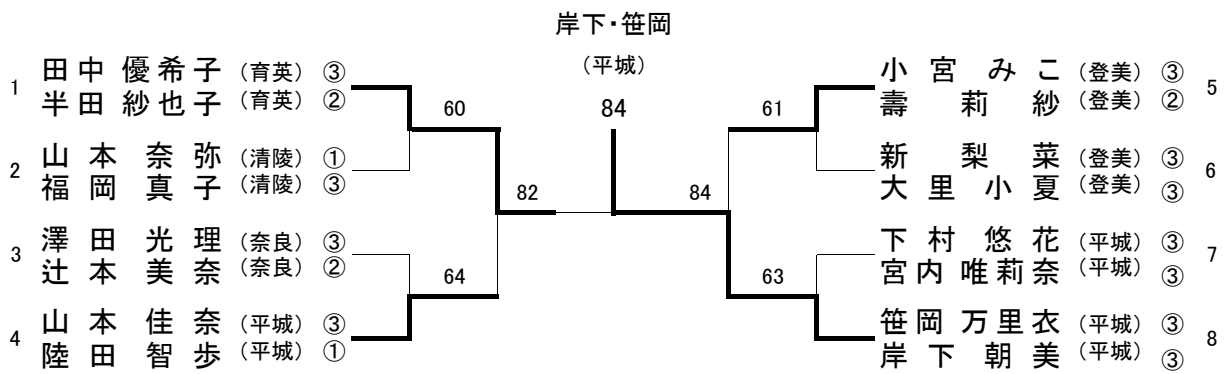 岸下・笹岡
(平城)
84
1 田中優希子 (育英) ③
半田紗也子 (育英) ②
60
2 山本奈弥 (清陵) ①
福岡真子 (清陵) ③
82
3 澤田光理 (奈良) ③
辻本美奈 (奈良) ②
64
4 山本佳奈 (平城) ③
陸田智歩 (平城) ①
小宮みこ (登美) ③ 5
壽莉紗 (登美) ②
61
新梨菜 (登美) ③ 6
大里小夏 (登美) ③
84
下村悠花 (平城) ③ 7
宮内唯莉奈 (平城) ③
63
笹岡万里衣 (平城) ③ 8
岸下朝美 (平城) ③